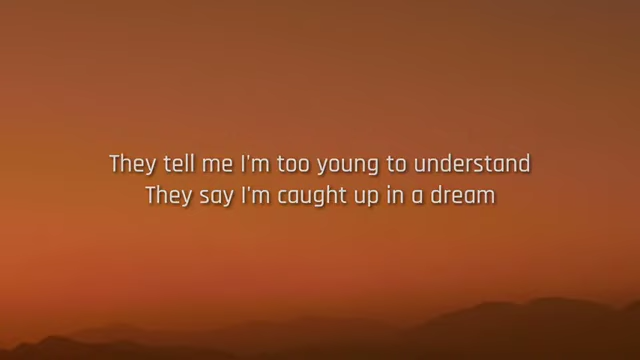 They tell me I'm too young to understand
They say I'm caught up in a dream